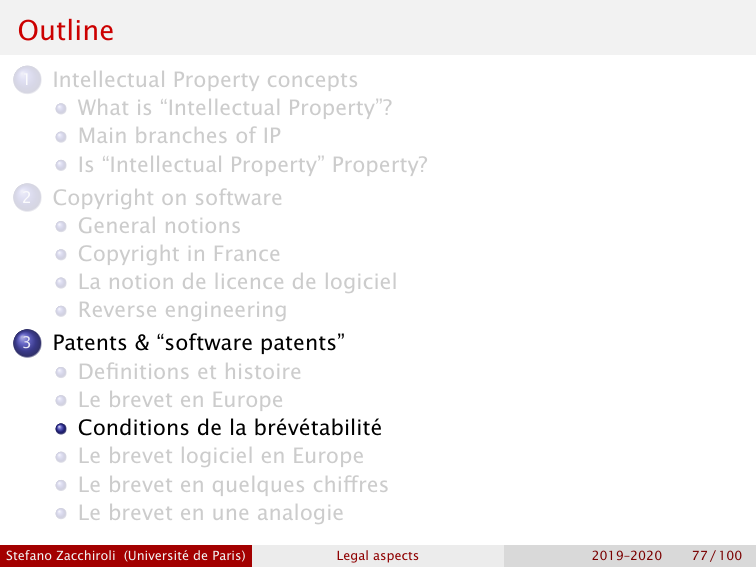 Outline
1 Intellectual Property concepts
What is “Intellectual Property”?
Main branches of IP
Is “Intellectual Property” Property?
2 Copyright on software
General notions
Copyright in France
La notion de licence de logiciel
Reverse engineering
3 Patents & “software patents”
Definitions et histoire
Le brevet en Europe
Conditions de la brévétabilité
Le brevet logiciel en Europe
Le brevet en quelques chiffres
Le brevet en une analogie
Stefano Zacchiroli (Université de Paris) Legal aspects 2019–2020 77 / 100